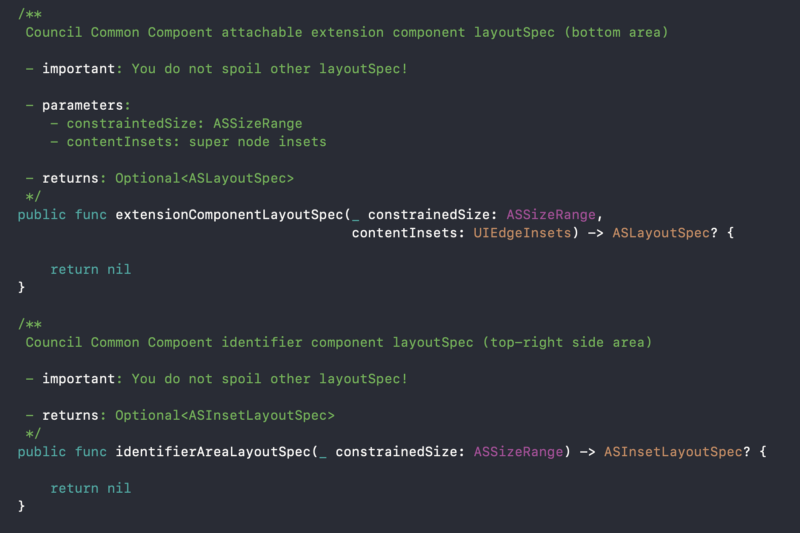 /**
 Council Common Compoent attachable extension component layoutSpec (bottom area)

 - important: You do not spoil other layoutSpec!

 - parameters:
    - constraintedSize: ASSizeRange
    - contentInsets: super node insets

 - returns: Optional<ASLayoutSpec>
 */
public func extensionComponentLayoutSpec(_ constrainedSize: ASSizeRange,
                                         contentInsets: UIEdgeInsets) -> ASLayoutSpec? {

    return nil
}

/**
 Council Common Compoent identifier component layoutSpec (top-right side area)

 - important: You do not spoil other layoutSpec!

 - returns: Optional<ASInsetLayoutSpec>
 */
public func identifierAreaLayoutSpec(_ constrainedSize: ASSizeRange) -> ASInsetLayoutSpec? {

    return nil
}